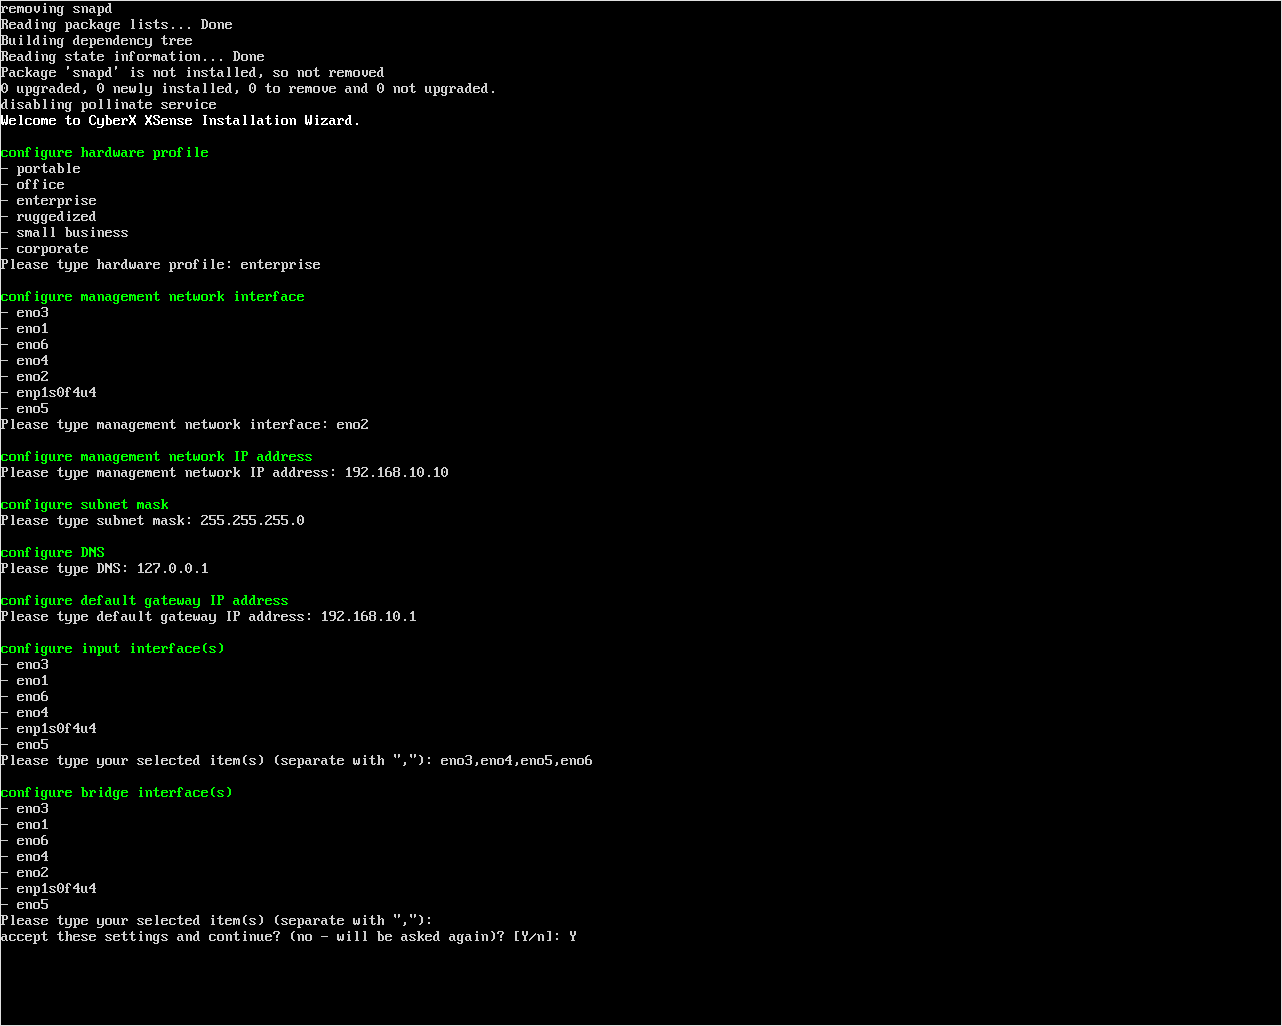 removing snapd
Reading package lists... Done
Building dependency tree
Reading state information... Done
Package 'snapd' is not installed, so not removed
0 upgraded, 0 newly installed, 0 to remove and 0 not upgraded.
disabling pollinate service
Welcome to CyberX XSense Installation Wizard.
configure hardware profile
- portable
- office
- enterprise
- ruggedized
- small business
- corporate
Please type hardware profile: enterprise
configure management network interface
- eno3
- eno1
- eno6
- eno4
- eno2
- enp1s0f4u4
- eno5
Please type management network interface: eno2
configure management network IP address
Please type management network IP address: 192.168.10.10
configure subnet mask
Please type subnet mask: 255.255.255.0
configure DNS
Please type DNS: 127.0.0.1
configure default gateway IP address
Please type default gateway IP address: 192.168.10.1
configure input interface(s)
- eno3
- eno1
- eno6
- eno4
- enp1s0f4u4
- eno5
Please type your selected item(s) (separate with ","): eno3,eno4,eno5,eno6
configure bridge interface(s)
- eno3
- eno1
- eno6
- eno4
- eno2
- enp1s0f4u4
- eno5
Please type your selected item(s) (separate with ","):
accept these settings and continue? (no - will be asked again)? [Y/n]: Y